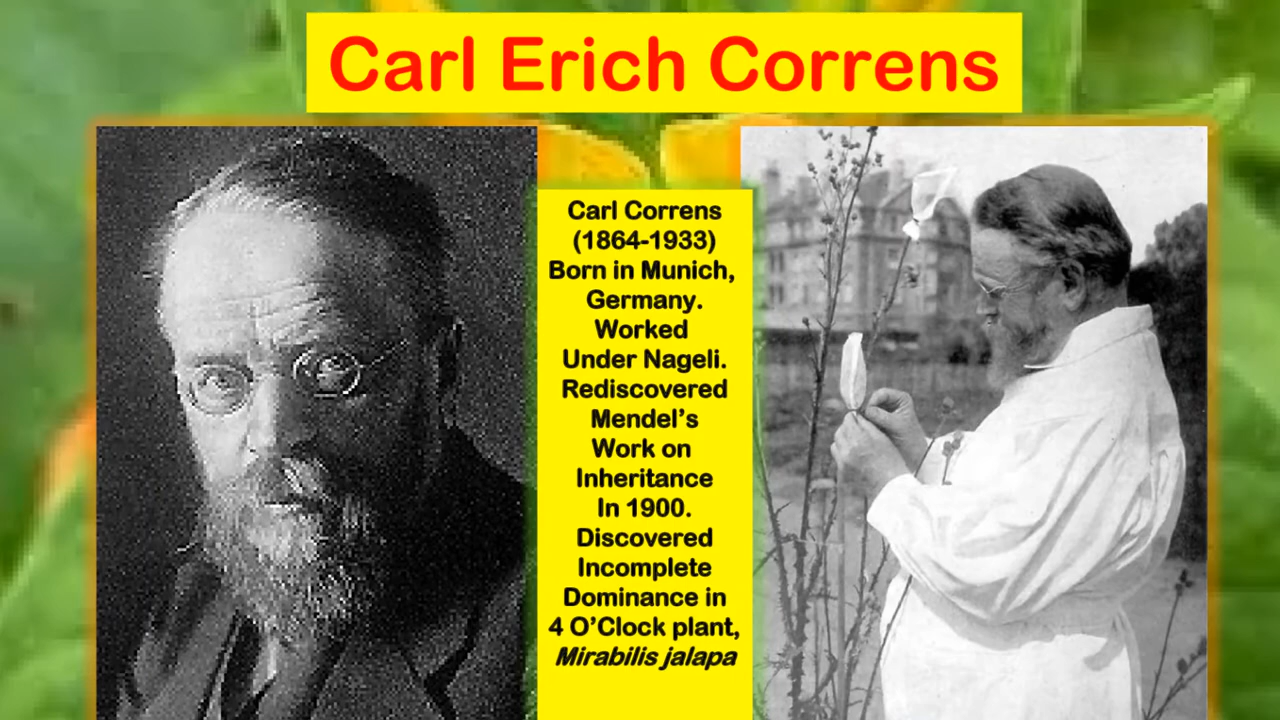 Carl Erich Correns
Carl Correns
(1864-1933)
Born in Munich,
Germany.
Worked
Under Nageli.
Rediscovered
Mendel's
Work on
Inheritance
In 1900.
Discovered
Incomplete
Dominance in
4 O'Clock plant,
Mirabilis jalapa